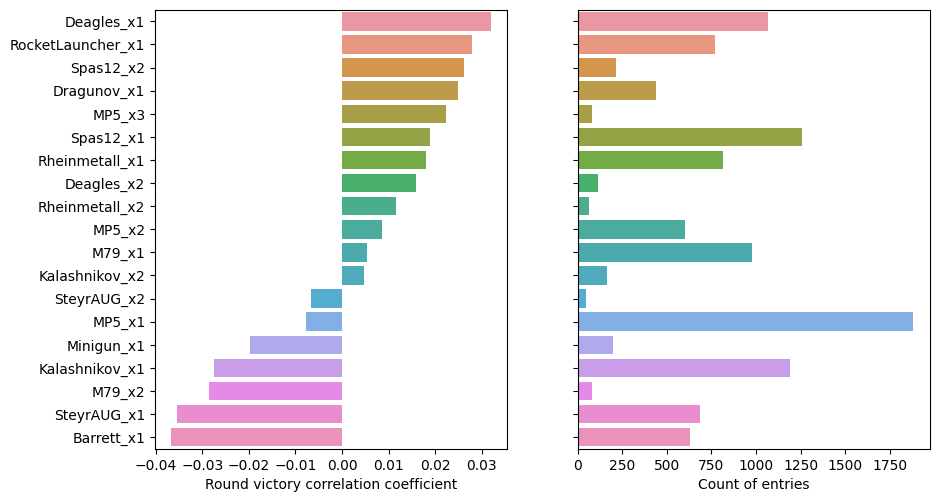 Deagles_x1
RocketLauncher_x1
Spas12_x2
Dragunov_x1
MP5_x3
Spas12_x1
Rheinmetall_x1
Deagles_x2
Rheinmetall_x2
MP5_x2
M79_x1
Kalashnikov_x2
SteyrAUG_x2
MP5_x1
Minigun_x1
Kalashnikov_x1
M79_x2
SteyrAUG_x1
Barrett_x1
−0.04 −0.03 −0.02 −0.01 0.00 0.01 0.02 0.03
Round victory correlation coefficient
0 250 500 750 1000 1250 1500 1750
Count of entries